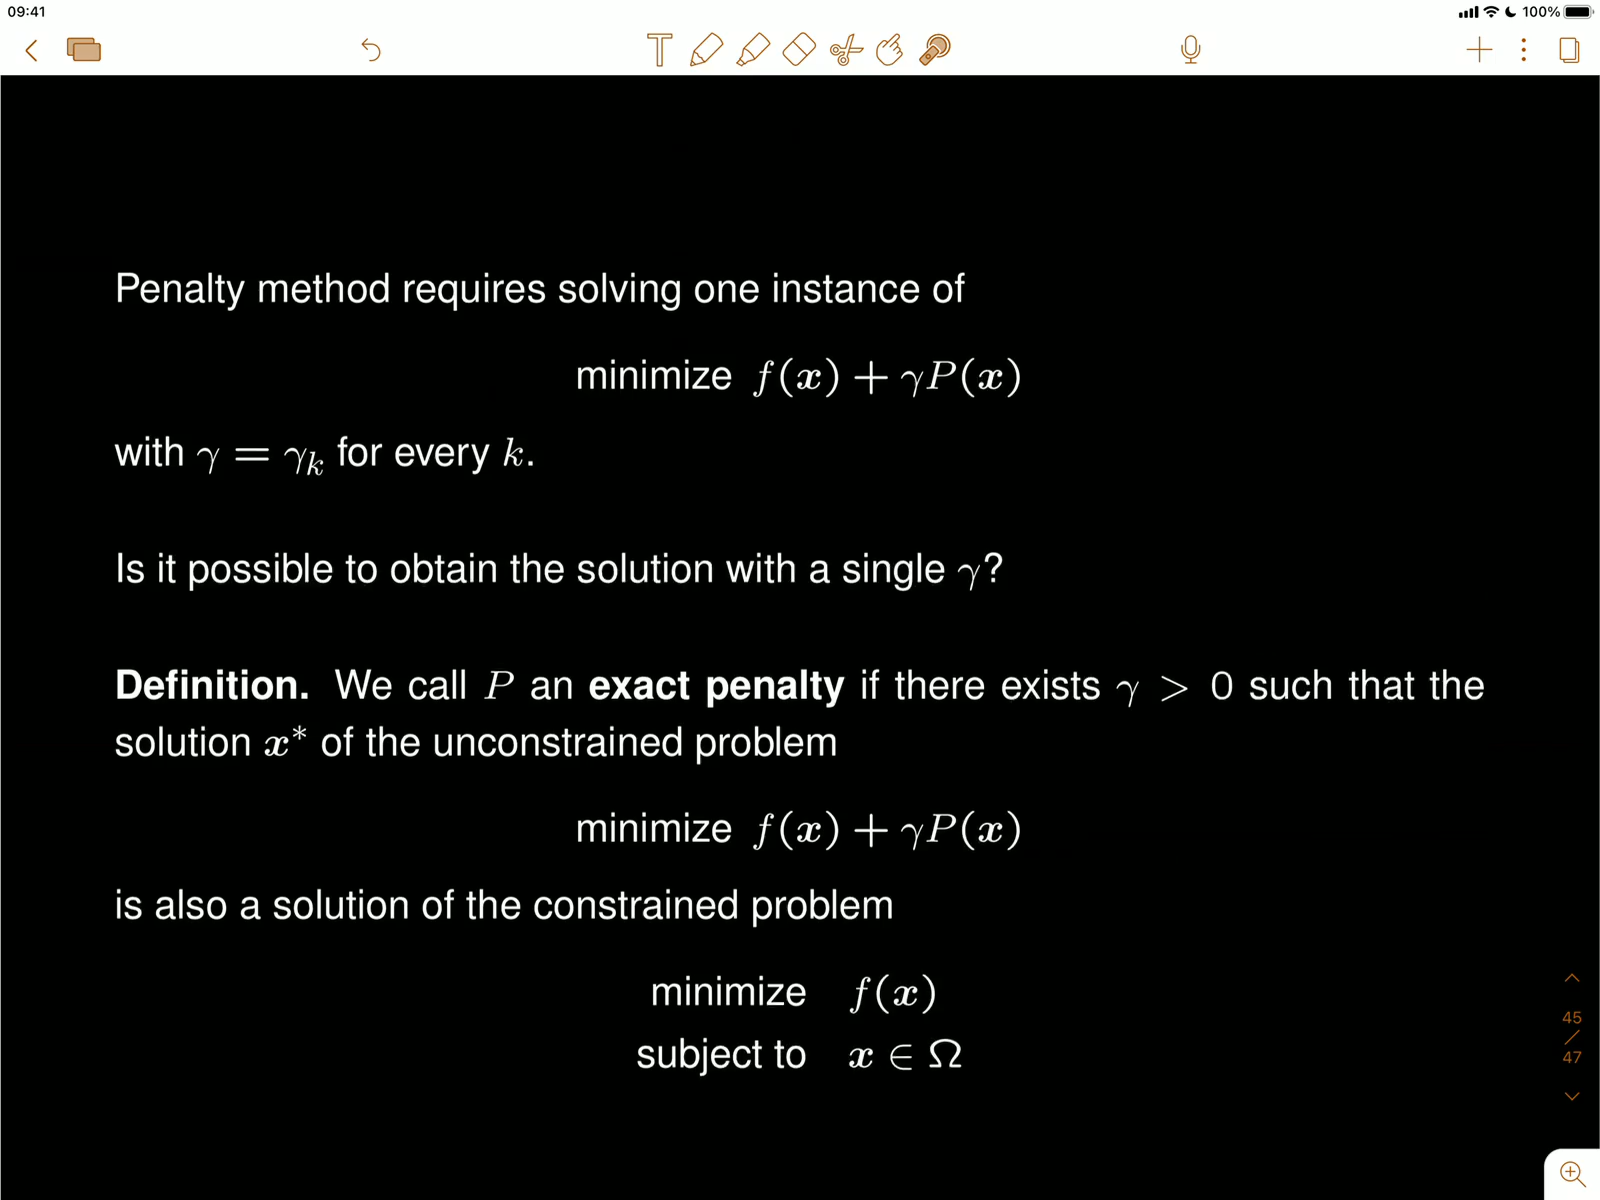 09:41
100%
Penalty method requires solving one instance of
minimize f(x) + γP(x)
with γ = γₖ for every k.
Is it possible to obtain the solution with a single γ?
Definition. We call P an exact penalty if there exists γ > 0 such that the
solution x* of the unconstrained problem
minimize f(x) + γP(x)
is also a solution of the constrained problem
minimize f(x)
subject to x ∈ Ω
45
/
47